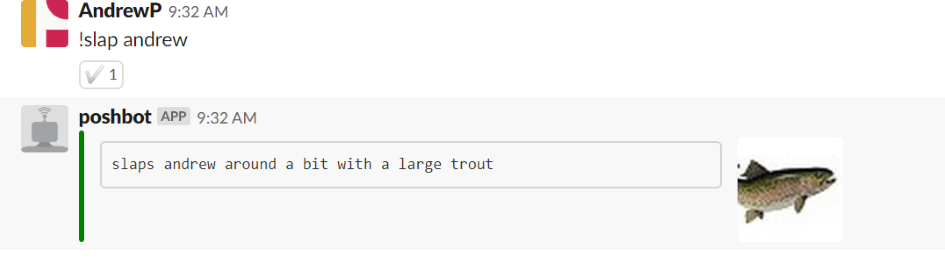 AndrewP 9:32 AM
!slap andrew
1
poshbot APP 9:32 AM
slaps andrew around a bit with a large trout